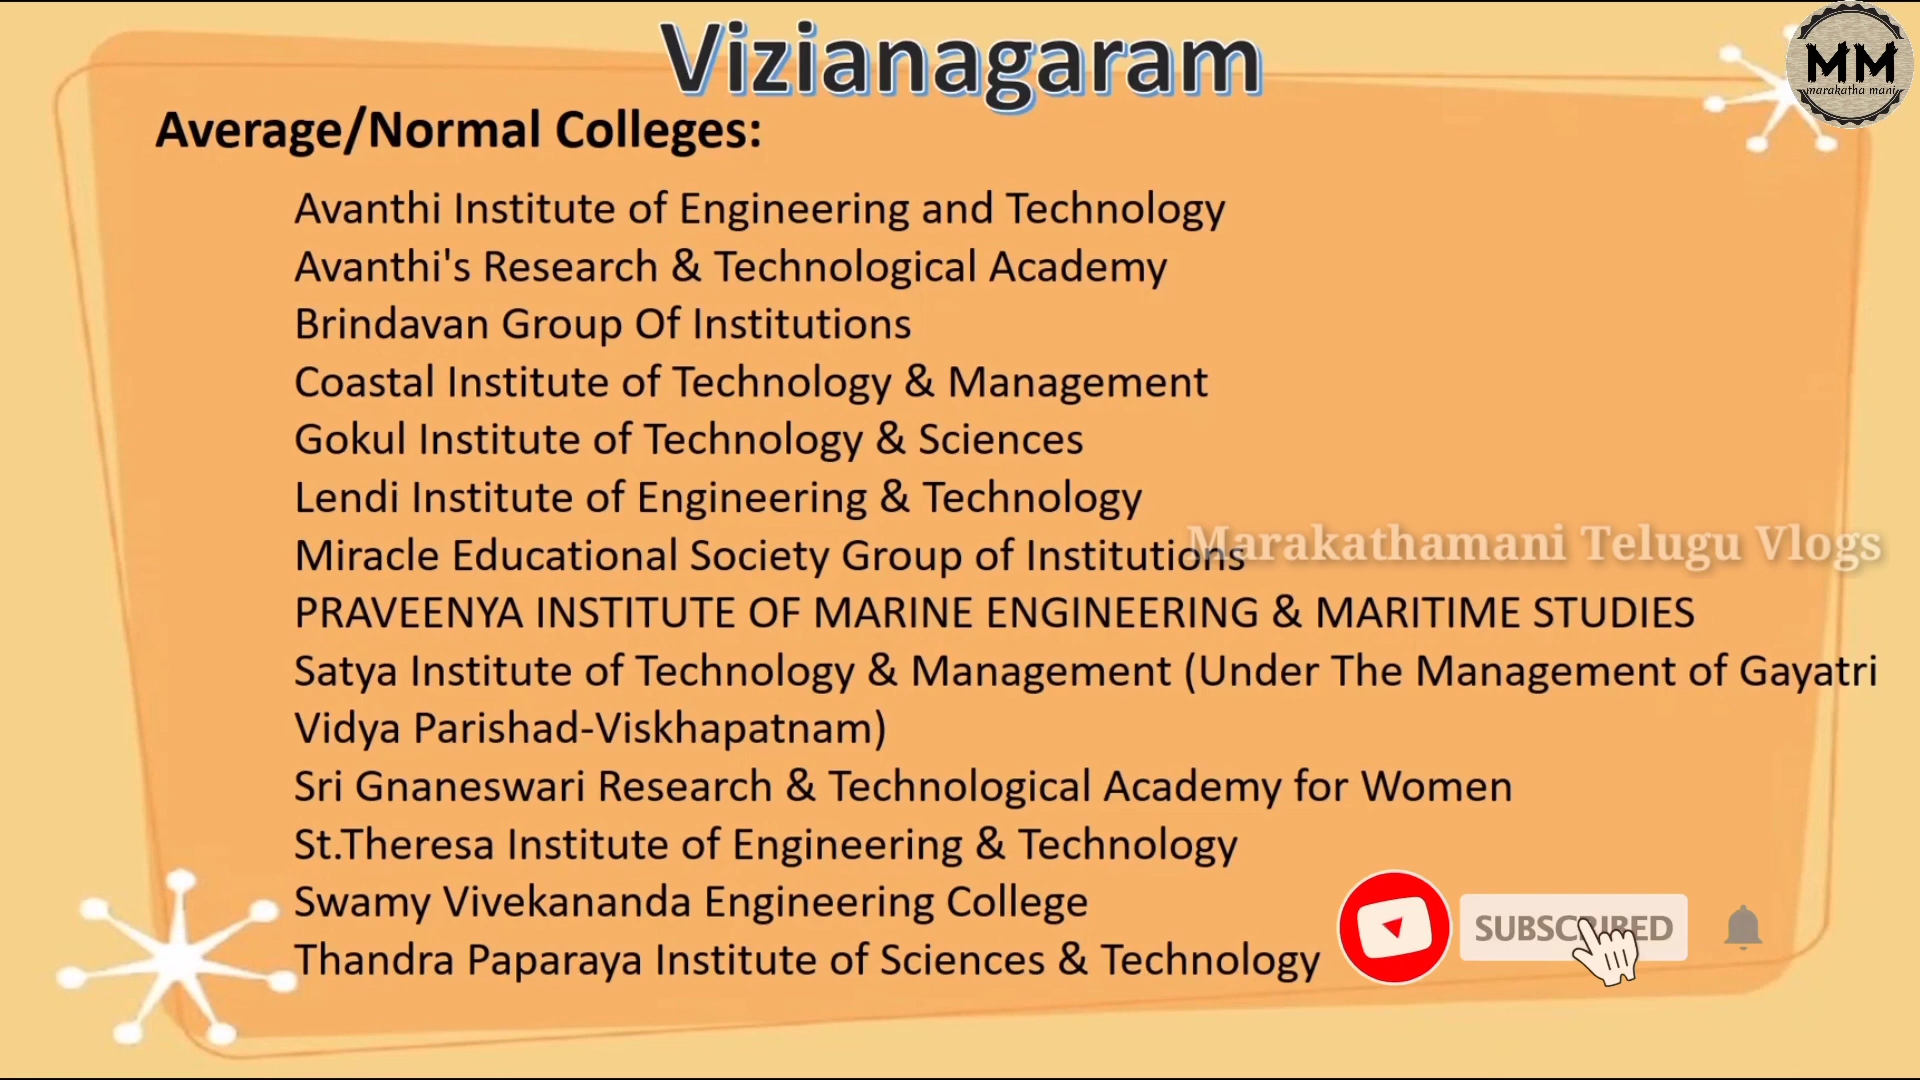 Vizianagaram
MM
marakatha mani
Average/Normal Colleges:
Avanthi Institute of Engineering and Technology
Avanthi's Research & Technological Academy
Brindavan Group Of Institutions
Coastal Institute of Technology & Management
Gokul Institute of Technology & Sciences
Lendi Institute of Engineering & Technology
Marakathamani Telugu Vlogs
Miracle Educational Society Group of Institutions
PRAVEENYA INSTITUTE OF MARINE ENGINEERING & MARITIME STUDIES
Satya Institute of Technology & Management (Under The Management of Gayatri
Vidya Parishad-Viskhapatnam)
Sri Gnaneswari Research & Technological Academy for Women
St.Theresa Institute of Engineering & Technology
Swamy Vivekananda Engineering College
SUBSCRIBED
Thandra Paparaya Institute of Sciences & Technology